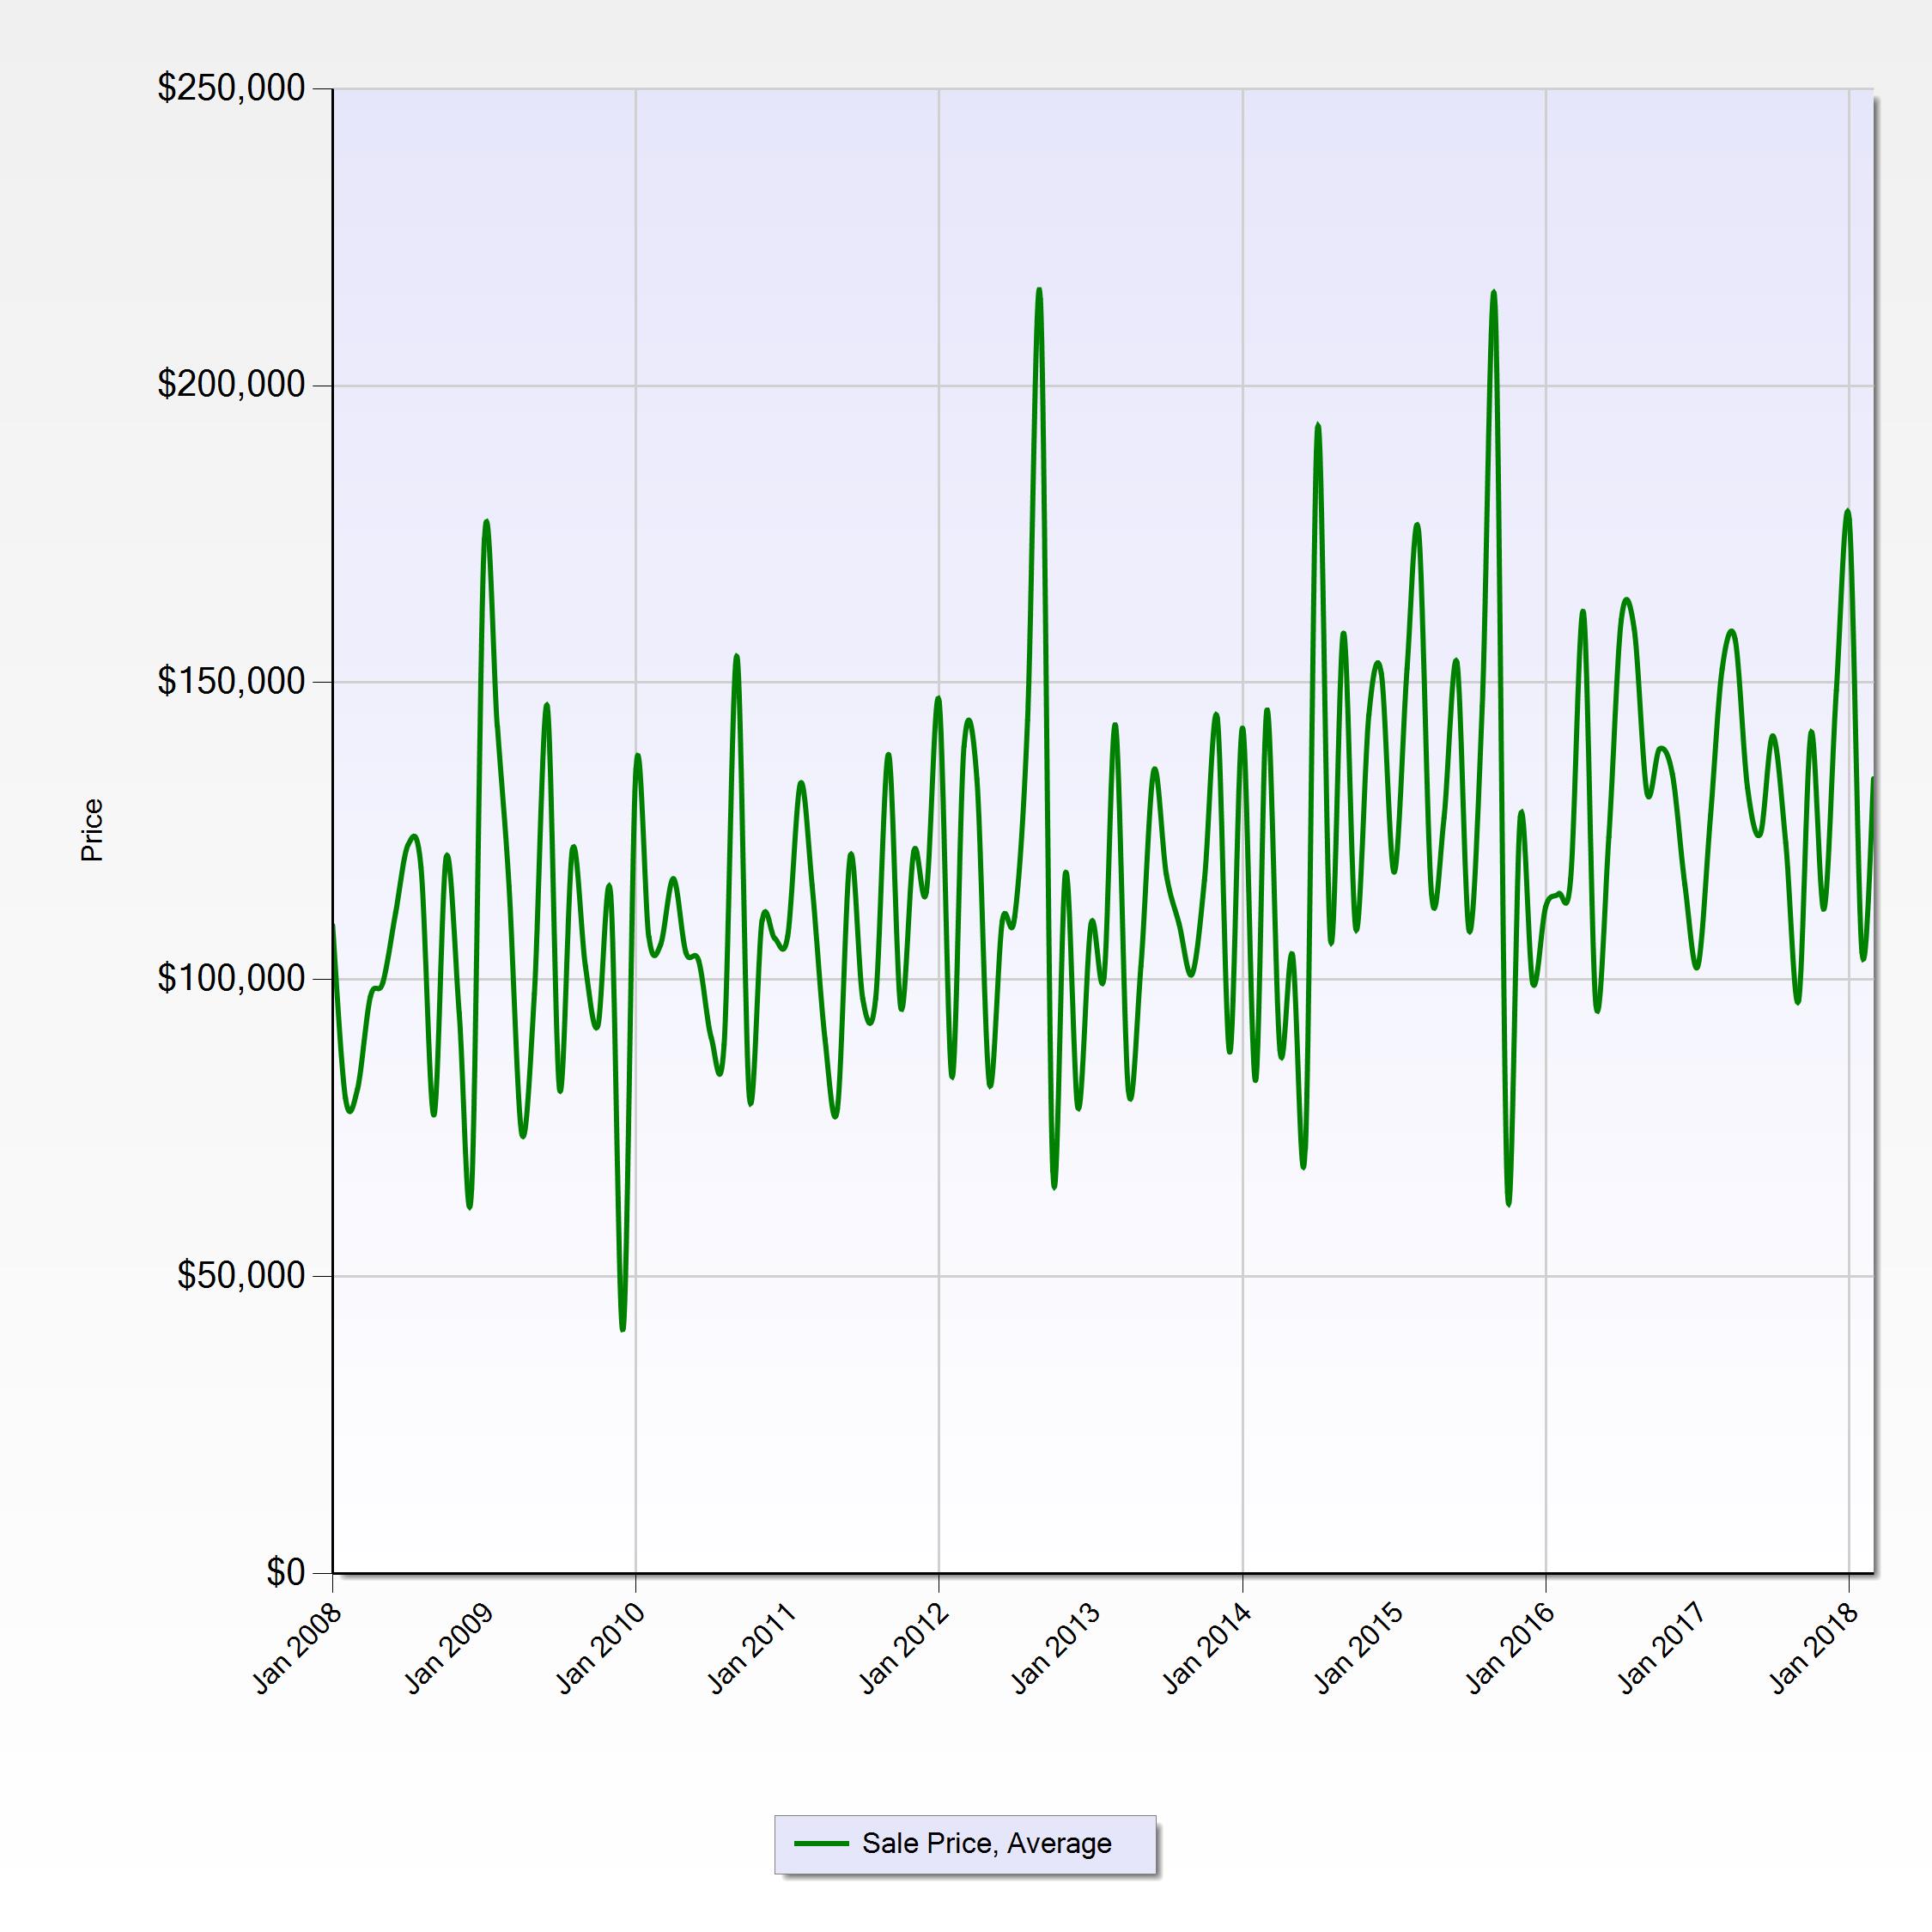 $250,000
$200,000
$150,000
$100,000
$50,000
$0
Price
Jan 2008
Jan 2009
Jan 2010
Jan 2011
Jan 2012
Jan 2013
Jan 2014
Jan 2015
Jan 2016
Jan 2017
Jan 2018
Sale Price, Average